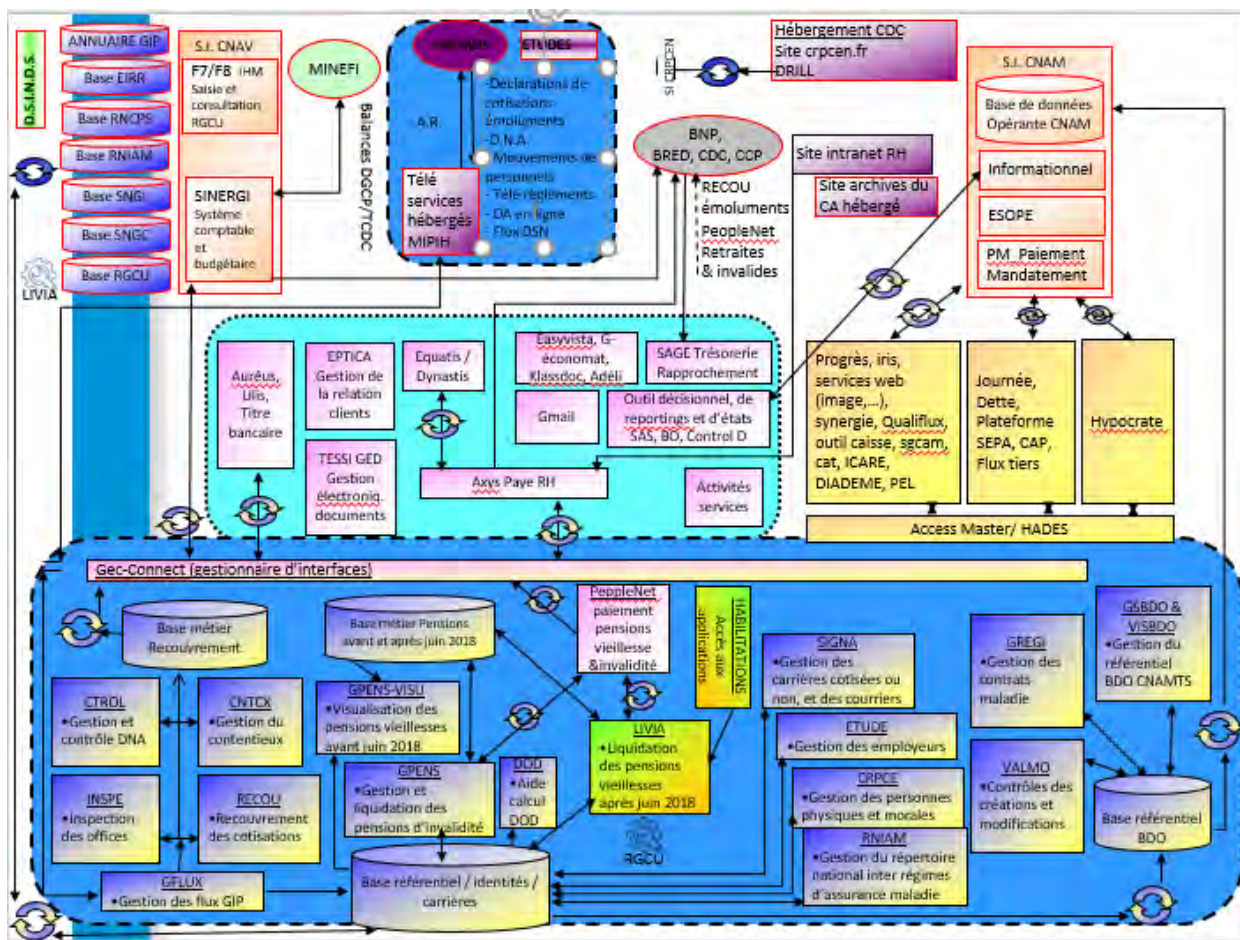 D.S.I.N.D.S.
ANNUAIRE GIP
Base EIRR
Base RNCPS
Base RNIAM
Base SNGI
Base SNGC
Base RGCU
LIVIA
S.I. CNAV
F7/F8 IHM
Saisie et
consultation
RGCU
SINERGI
Système
comptable
et
budgétaire
MINEFI
Balances DGCP/TCDC
ETUDES
A.R.
-Déclarations de
cotisations
émoluments
-D.N.A.
- Mouvements de
personnels
- Télé règlements
- DA en ligne
- Flux DSN
Télé
services
hébergés
MIPIH
SI CRPCEN
Hébergement CDC
Site crpcen.fr
DRILL
BNP,
BRED, CDC, CCP
RECOU
émoluments
PeopleNet
Retraites
& invalides
Site intranet RH
Site archives du
CA hébergé
S.I. CNAM
Base de données
Opérante CNAM
Informationnel
ESOPE
PM Paiement
Mandatement
Auréus,
Ulis,
Titre
bancaire
EPTICA
Gestion de
la relation
clients
Equatis /
Dynastis
Easyvista, G-
économat,
Klassdoc, Adéli
SAGE Trésorerie
Rapprochement
Gmail
Outil décisionnel, de
reportings et d'états
SAS, BO, Control D
TESSI GED
Gestion
électroniq.
documents
Axys Paye RH
Activités
services
Progrès, iris,
services web
(image,…),
synergie, Qualiflux,
outil caisse, sgcam,
cat, ICARE,
DIADEME, PEL
Journée,
Dette,
Plateforme
SEPA, CAP,
Flux tiers
Hypocrate
Access Master/ HADES
Gec-Connect (gestionnaire d'interfaces)
Base métier
Recouvrement
Base métier Pensions
avant et après juin 2018
PeopleNet
paiement
pensions
vieillesse
&invalidité
HABILITATIONS
Accès aux
applications
CTROL
•Gestion et
contrôle DNA
CNTCX
•Gestion du
contentieux
GPENS-VISU
•Visualisation des
pensions vieillesses
avant juin 2018
INSPE
•Inspection
des offices
RECOU
•Recouvrement
des cotisations
GPENS
•Gestion et
liquidation des
pensions d'invalidité
DOD
•Aide
calcul
DOD
LIVIA
•Liquidation
des pensions
vieillesses
après juin 2018
RGCU
SIGNA
•Gestion des
carrières cotisées ou
non, et des courriers
ETUDE
•Gestion des employeurs
CRPCE
•Gestion des personnes
physiques et morales
RNIAM
•Gestion du répertoire
national inter régimes
d'assurance maladie
GREGI
•Gestion des
contrats
maladie
GSBDO &
VISBDO
•Gestion du
référentiel
BDO CNAMTS
VALMO
•Contrôles des
créations et
modifications
Base référentiel
BDO
GFLUX
•Gestion des flux GIP
Base référentiel / identités /
carrières